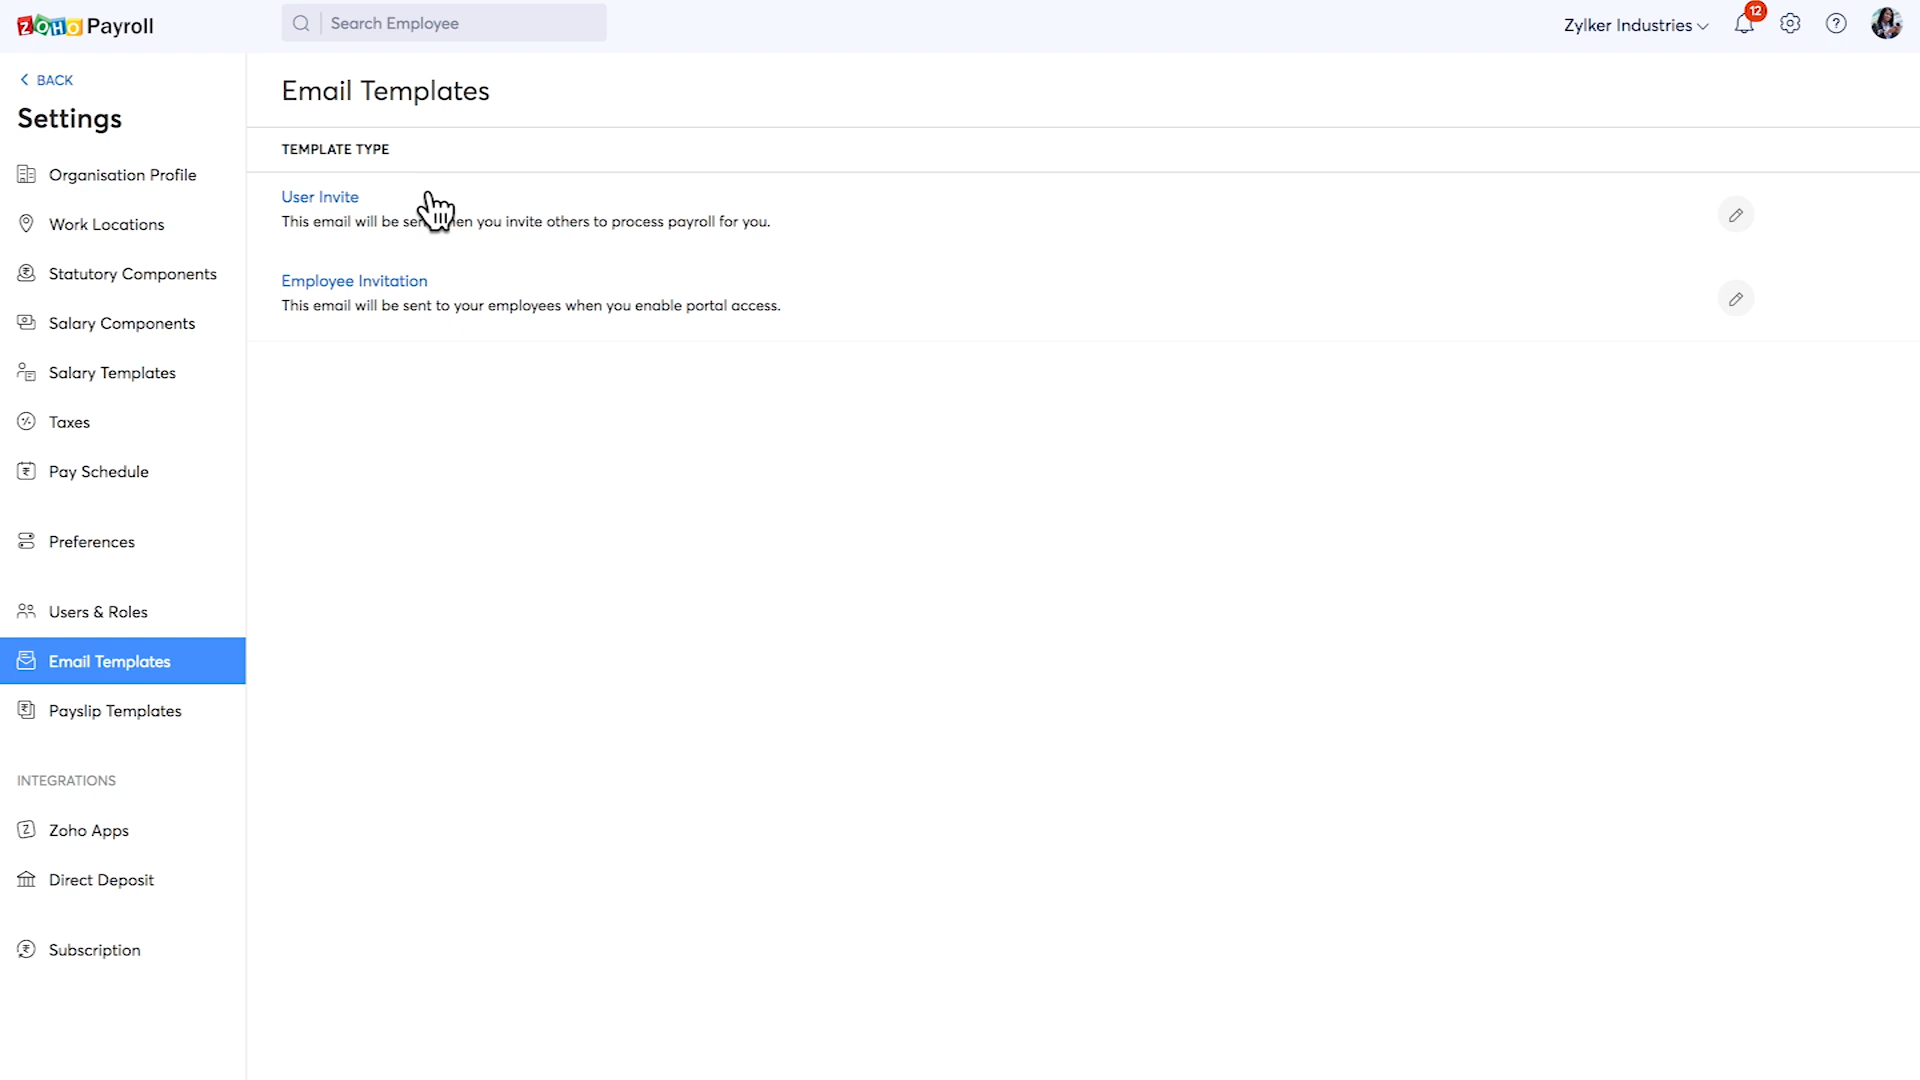 ZOHO Payroll
Search Employee
Zylker Industries
12
BACK
Settings
Organisation Profile
Work Locations
Statutory Components
Salary Components
Salary Templates
Taxes
Pay Schedule
Preferences
Users & Roles
Email Templates
Payslip Templates
INTEGRATIONS
Zoho Apps
Direct Deposit
Subscription
Email Templates
TEMPLATE TYPE
User Invite
This email will be you invite others to process payroll for you.
Employee Invitation
This email will be sent to your employees when you enable portal access.